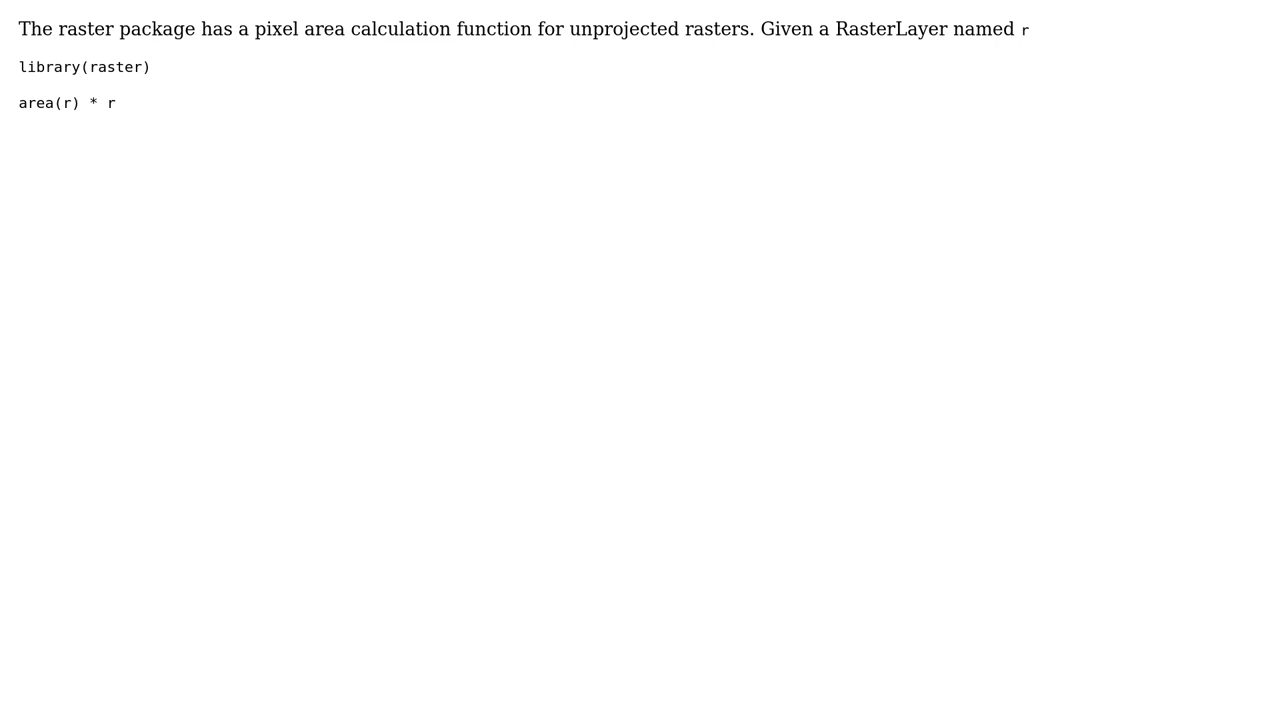 The raster package has a pixel area calculation function for unprojected rasters. Given a RasterLayer named r
library(raster)
area(r) * r